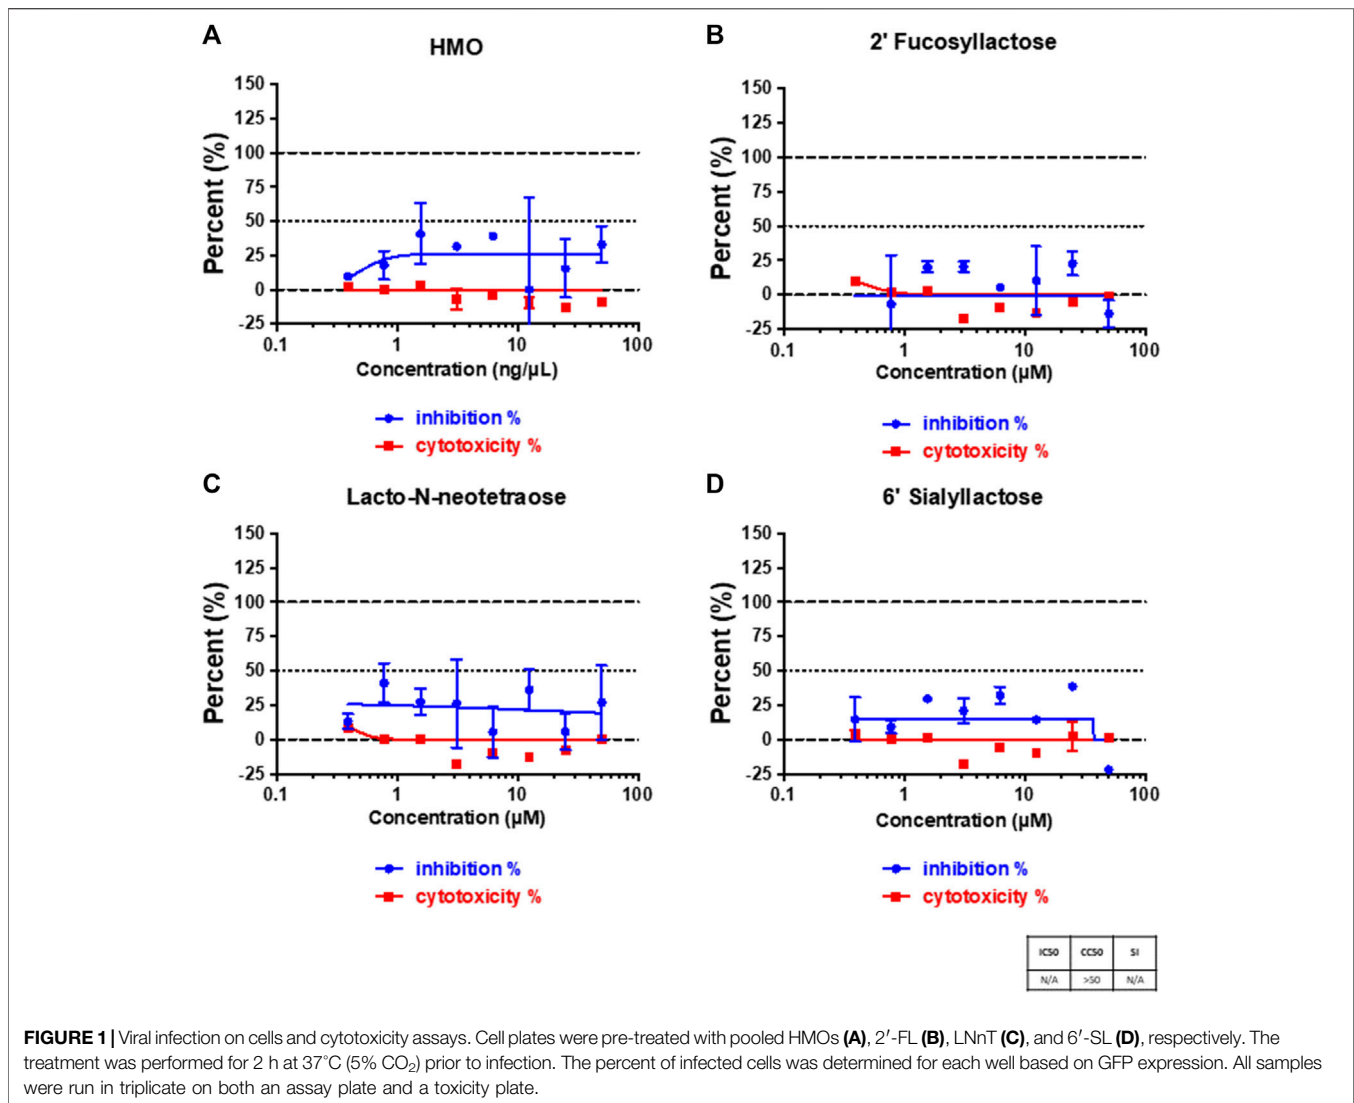 A
HMO
150
125
100
75
50
25
0
-25
Percent (%)
0.1
1
10
100
Concentration (ng/µL)
inhibition %
cytotoxicity %
B
2' Fucosyllactose
150
125
100
75
50
25
0
-25
Percent (%)
0.1
1
10
100
Concentration (µM)
inhibition %
cytotoxicity %
C
Lacto-N-neotetraose
150
125
100
75
50
25
0
-25
Percent (%)
0.1
1
10
100
Concentration (µM)
inhibition %
cytotoxicity %
D
6' Sialyllactose
150
125
100
75
50
25
0
-25
Percent (%)
0.1
1
10
100
Concentration (µM)
inhibition %
cytotoxicity %
IC50 CC50 SI
N/A >50 N/A
FIGURE 1 | Viral infection on cells and cytotoxicity assays. Cell plates were pre-treated with pooled HMOs (A), 2′-FL (B), LNnT (C), and 6′-SL (D), respectively. The
treatment was performed for 2 h at 37°C (5% CO₂) prior to infection. The percent of infected cells was determined for each well based on GFP expression. All samples
were run in triplicate on both an assay plate and a toxicity plate.